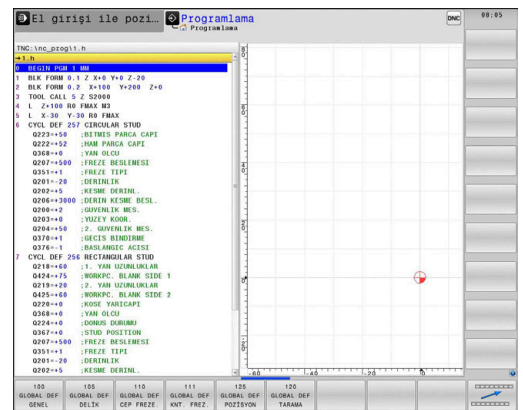 El girişi ile pozi...
Programlama
Programlama
DNC
08:05
TNC:\nc_prog\1.h
→1.h
0 BEGIN PGM 1 MM
1 BLK FORM 0.1 Z X+0 Y+0 Z-20
2 BLK FORM 0.2 X+100 Y+200 Z+0
3 TOOL CALL 5 Z S2000
4 L Z+100 R0 FMAX M3
5 L X-30 Y-30 R0 FMAX
6 CYCL DEF 257 CIRCULAR STUD
Q223=+50 ;BITMIS PARCA CAPI
Q222=+52 ;HAM PARCA CAPI
Q368=+0 ;YAN OLCU
Q207=+500 ;FREZE BESLEMESI
Q351=+1 ;FREZE TIPI
Q201=-20 ;DERINLIK
Q202=+5 ;KESME DERINL.
Q206=+3000 ;DERIN KESME BESL.
Q200=+2 ;GUVENLIK MES.
Q203=+0 ;YUZEY KOOR.
Q204=+50 ;2. GUVENLIK MES.
Q370=+1 ;GECIS BINDIRME
Q376=-1 ;BASLANGIC ACISI
7 CYCL DEF 256 RECTANGULAR STUD
Q218=+60 ;1. YAN UZUNLUKLAR
Q424=+75 ;WORKPC. BLANK SIDE 1
Q219=+20 ;2. YAN UZUNLUKLAR
Q425=+60 ;WORKPC. BLANK SIDE 2
Q220=+0 ;KOSE YARICAPI
Q368=+0 ;YAN OLCU
Q224=+0 ;DONUS DURUMU
Q367=+0 ;STUD POSITION
Q207=+500 ;FREZE BESLEMESI
Q351=+1 ;FREZE TIPI
Q201=-20 ;DERINLIK
Q202=+5 ;KESME DERINL.
-60 -40 -20 0
100 GLOBAL DEF GENEL
105 GLOBAL DEF DELİK
110 GLOBAL DEF CEP FREZE.
111 GLOBAL DEF KNT. FREZ.
125 GLOBAL DEF POZİSYON
120 GLOBAL DEF TARAMA